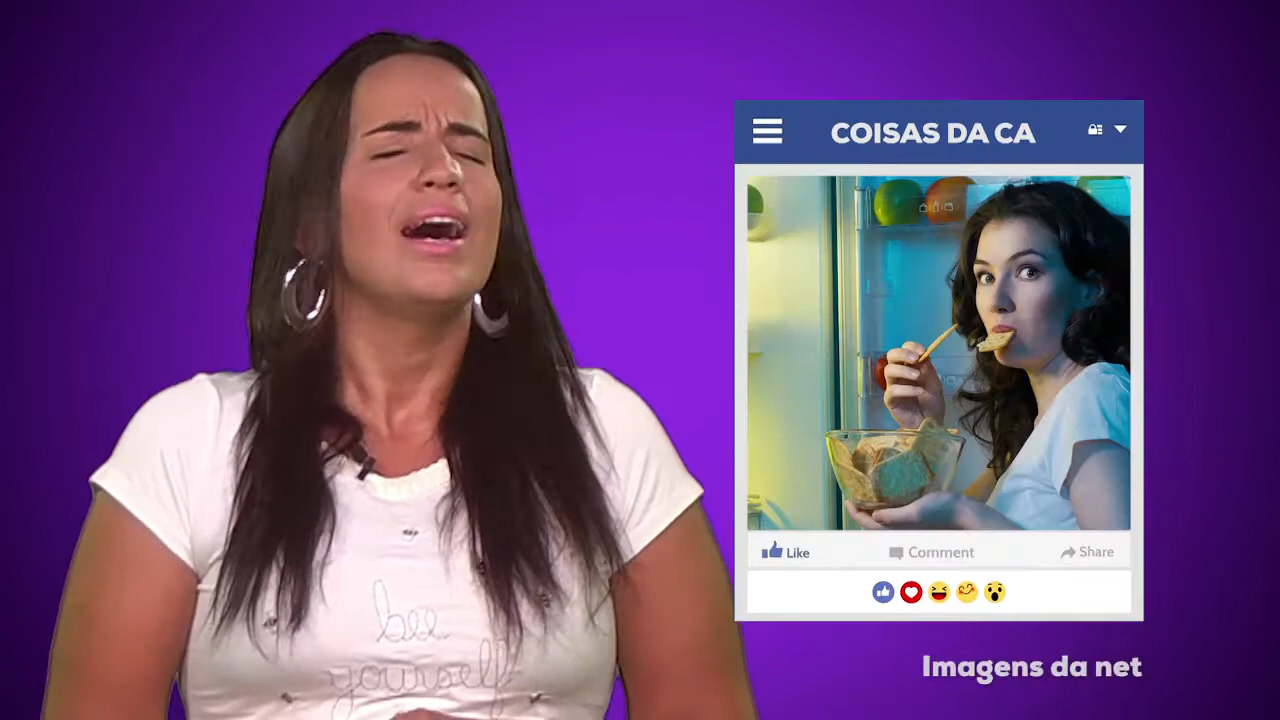 COISAS DA CA
Like
Comment
Share
Imagens da net
bee
yourself